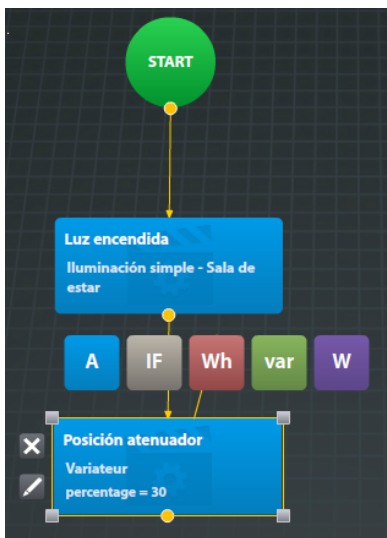 START
Luz encendida
Iluminación simple - Sala de
estar
A IF Wh var W
Posición atenuador
Variateur
percentage = 30